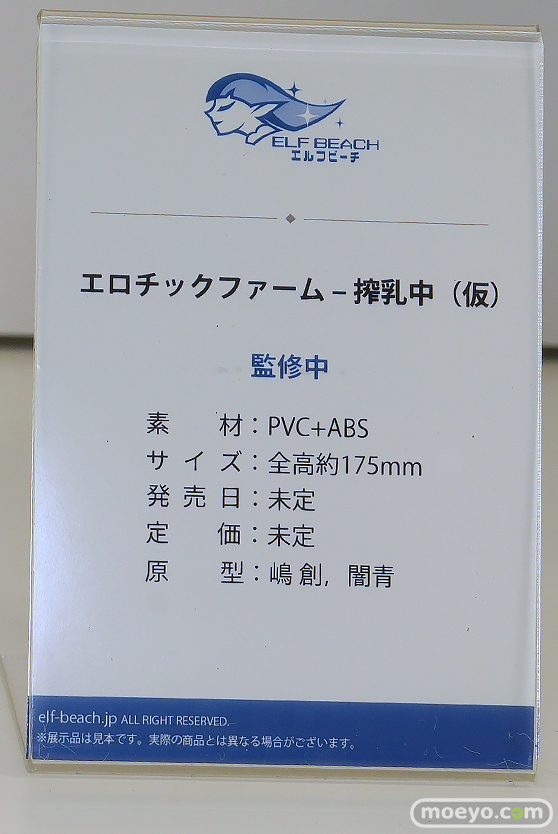 ELF BEACH
エルフビーチ
エロチックファーム – 搾乳中（仮）
監修中
素材：PVC+ABS
サイズ：全高約175mm
発売日：未定
定価：未定
原型：嶋 創，闇青
elf-beach.jp ALL RIGHT RESERVED.
※展示品は見本です。実際の商品とは異なる場合がございます。
moeyo.com